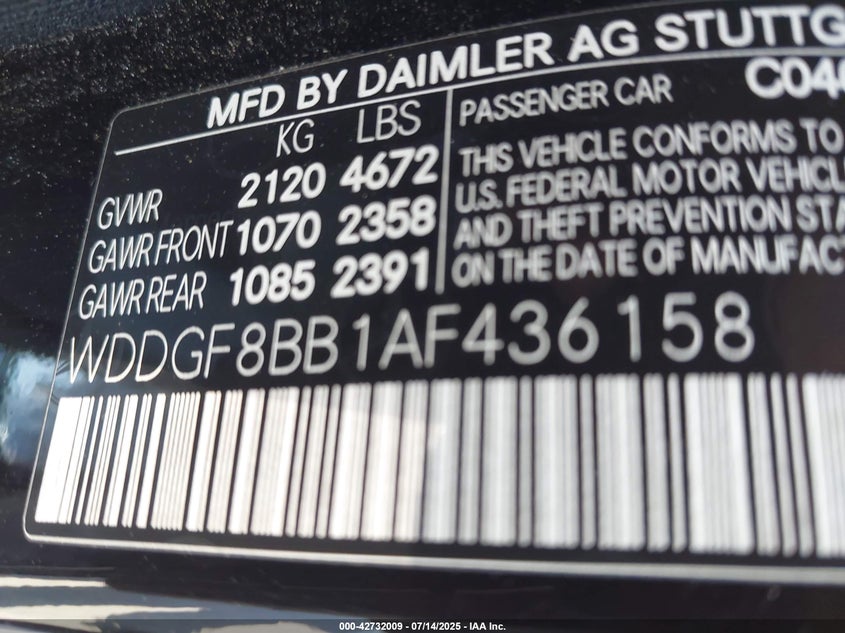 MFD BY DAIMLER AG STUTTG
KG LBS
GVWR 2120 4672
GAWR FRONT 1070 2358
GAWR REAR 1085 2391
PASSENGER CAR C04
THIS VEHICLE CONFORMS TO
U.S. FEDERAL MOTOR VEHICL
AND THEFT PREVENTION STA
ON THE DATE OF MANUFACT
WDDGF8BB1AF436158
000-42732009 - 07/14/2025 - IAA Inc.